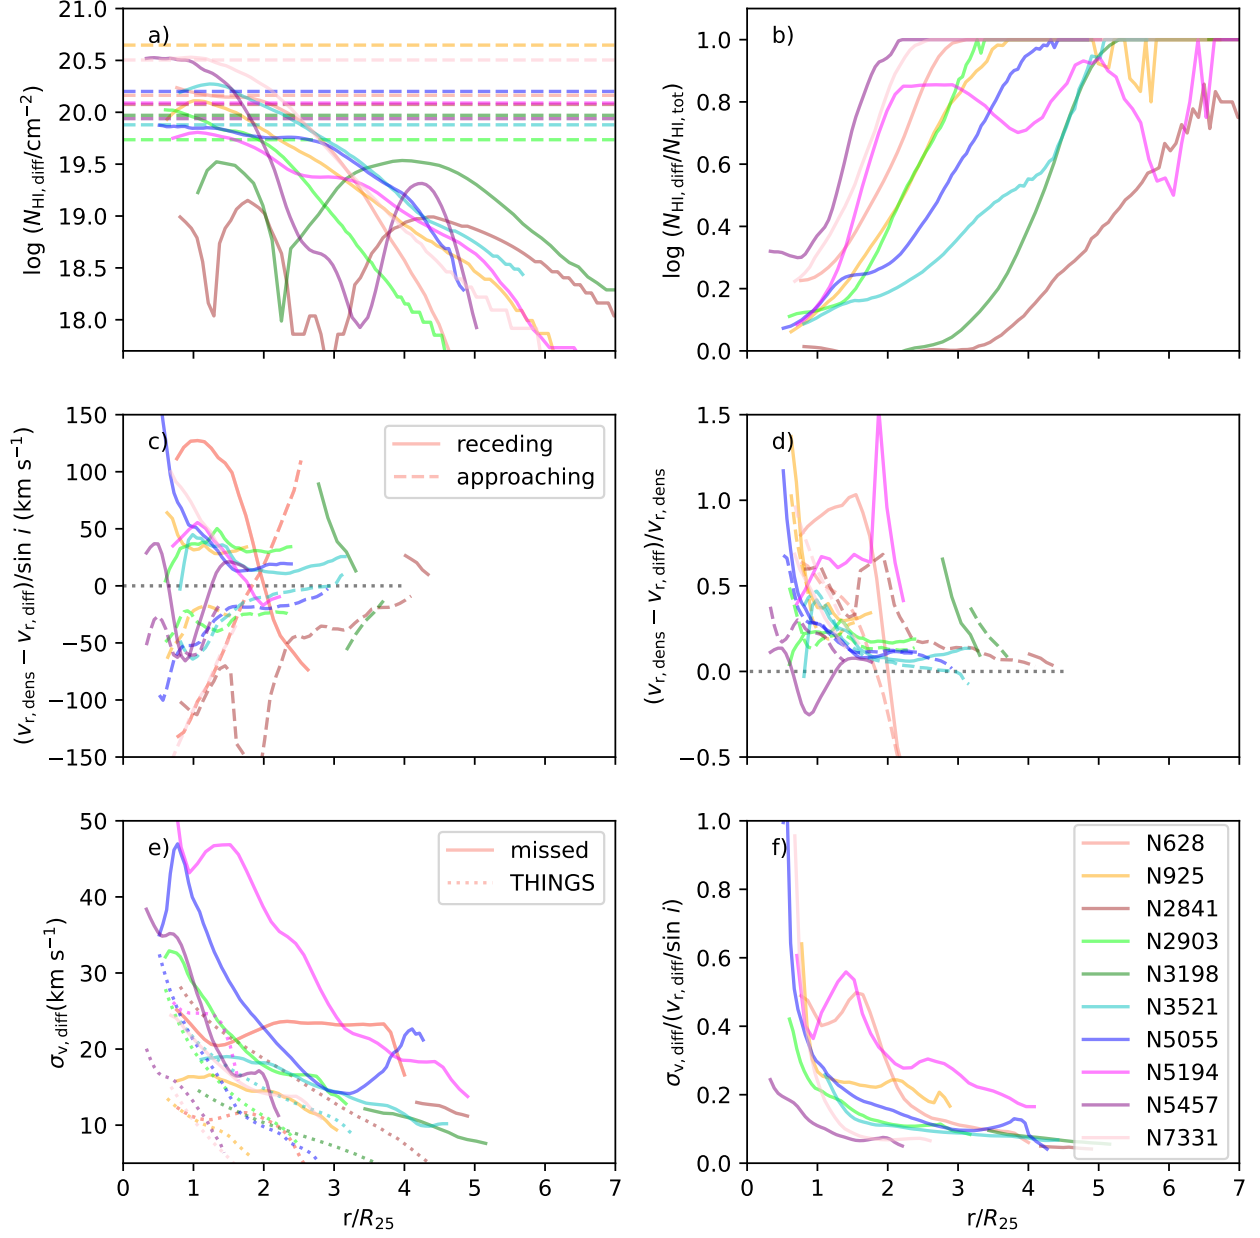 a)
21.0
20.5
20.0
19.5
19.0
18.5
18.0
log (N_HI,diff/cm⁻²)
b)
1.0
0.8
0.6
0.4
0.2
0.0
log (N_HI,diff/N_HI,tot)
c)
150
100
50
0
−50
−100
−150
(v_r,dens − v_r,diff)/sin i (km s⁻¹)
receding
approaching
d)
1.5
1.0
0.5
0.0
−0.5
(v_r,dens − v_r,diff)/v_r,dens
e)
50
40
30
20
10
σ_v,diff(km s⁻¹)
missed
THINGS
0 1 2 3 4 5 6 7
r/R₂₅
f)
1.0
0.8
0.6
0.4
0.2
0.0
σ_v,diff/(v_r,diff/sin i)
N628
N925
N2841
N2903
N3198
N3521
N5055
N5194
N5457
N7331
0 1 2 3 4 5 6 7
r/R₂₅